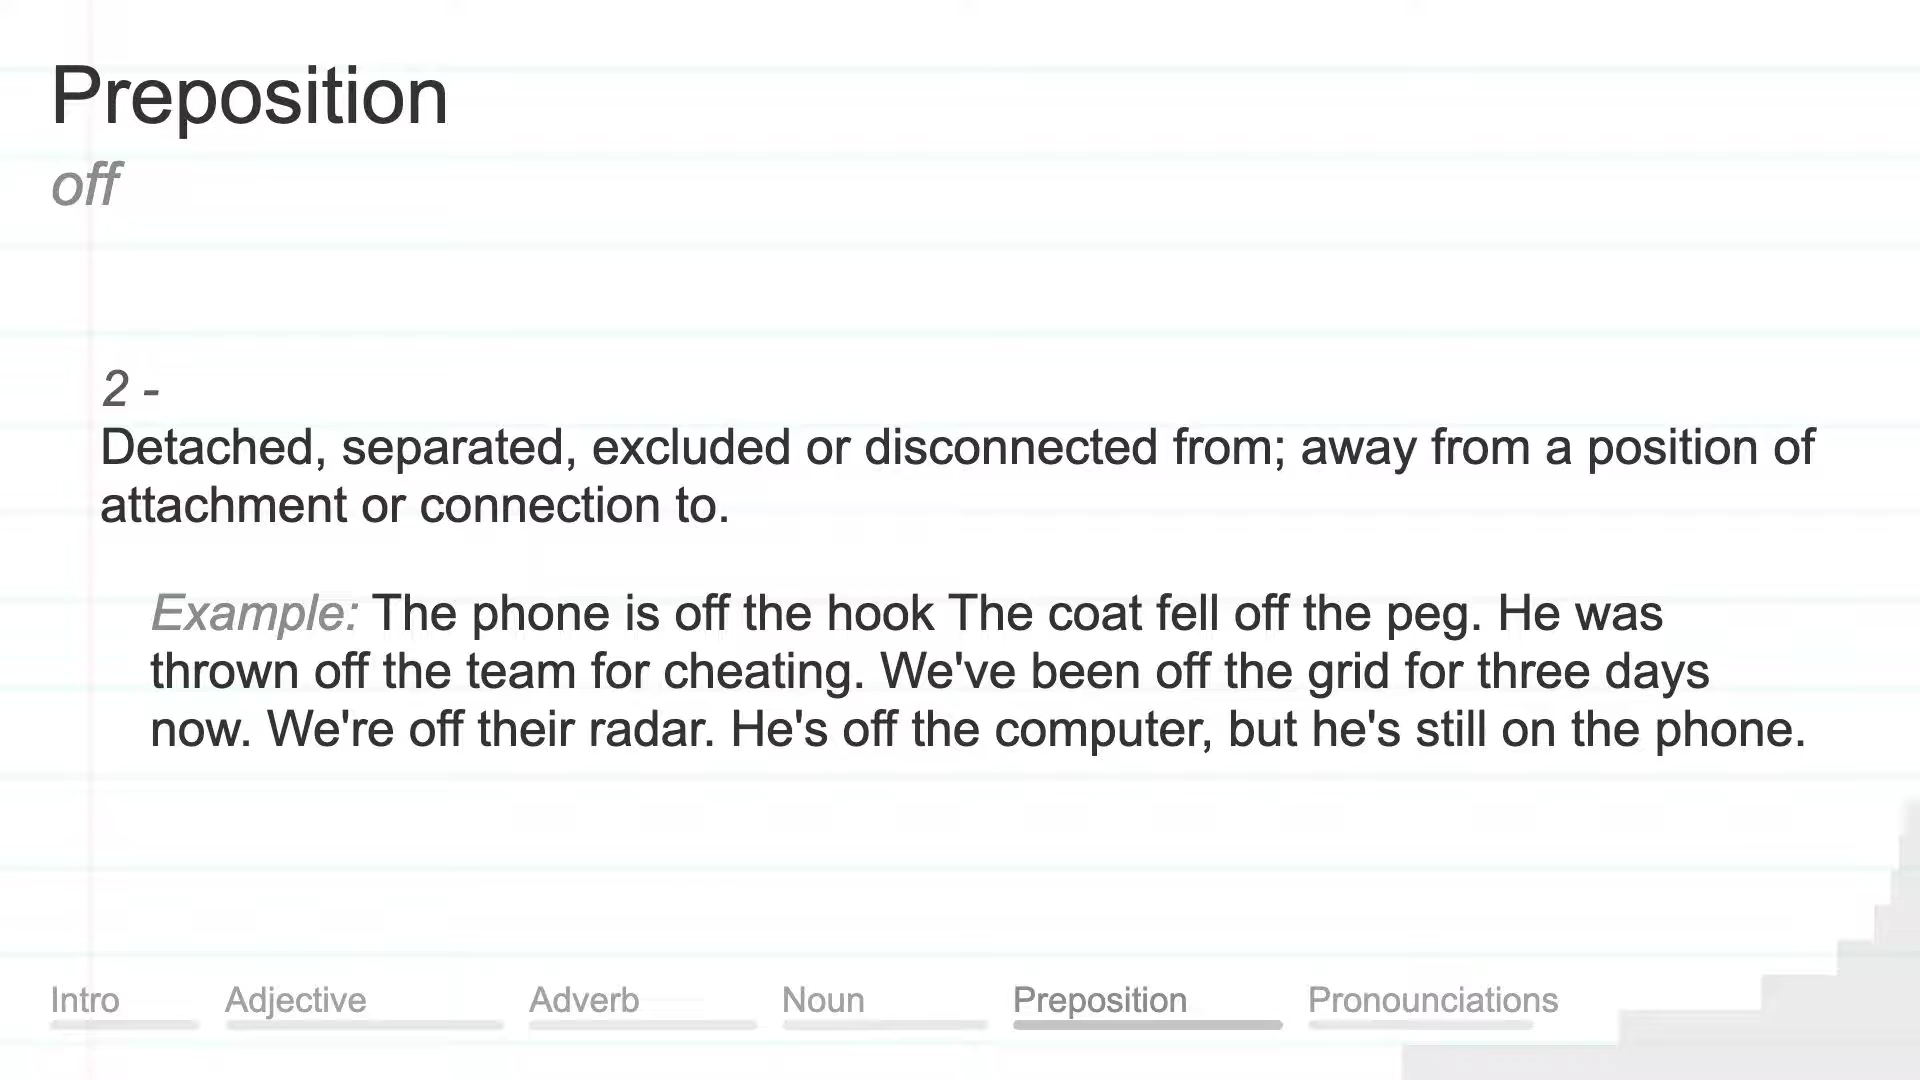 Preposition
off
2 -
Detached, separated, excluded or disconnected from; away from a position of
attachment or connection to.
Example: The phone is off the hook The coat fell off the peg. He was
thrown off the team for cheating. We've been off the grid for three days
now. We're off their radar. He's off the computer, but he's still on the phone.
Intro Adjective Adverb Noun Preposition Pronounciations